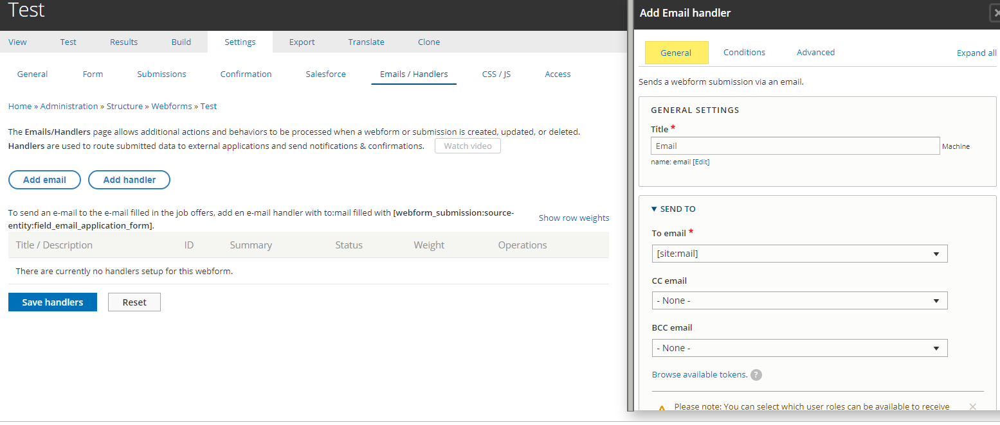 Test
View Test Results Build Settings Export Translate Clone
General Form Submissions Confirmation Salesforce Emails / Handlers CSS / JS Access
Home » Administration » Structure » Webforms » Test
The Emails/Handlers page allows additional actions and behaviors to be processed when a webform or submission is created, updated, or deleted.
Handlers are used to route submitted data to external applications and send notifications & confirmations. Watch video
Add email Add handler
To send an e-mail to the e-mail filled in the job offers, add en e-mail handler with to:mail filled with [webform_submission:source-
entity:field_email_application_form].
Show row weights
Title / Description ID Summary Status Weight Operations
There are currently no handlers setup for this webform.
Save handlers Reset
Add Email handler
General Conditions Advanced Expand all
Sends a webform submission via an email.
GENERAL SETTINGS
Title *
Email Machine
name: email [Edit]
▼ SEND TO
To email *
[site:mail]
CC email
- None -
BCC email
- None -
Browse available tokens. ?
Please note: You can select which user roles can be available to receive